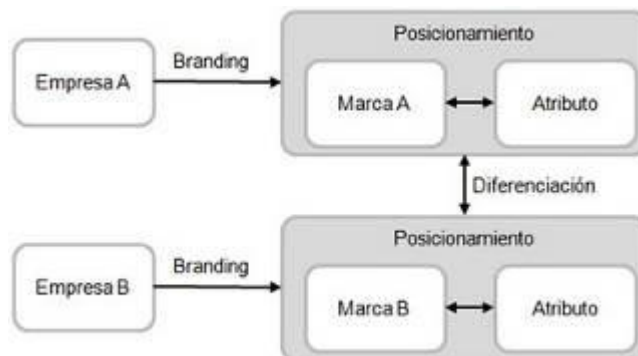 Posicionamiento
Branding
Empresa A
Marca A
Atributo
Diferenciación
Posicionamiento
Branding
Empresa B
Marca B
Atributo